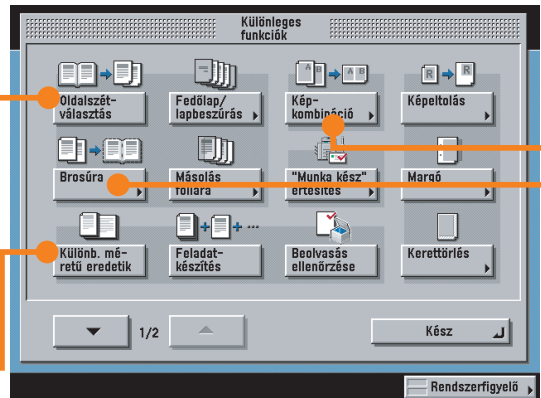 Különleges
funkciók
Oldalszét-
választás
Fedőlap/
lapbeszúrás
Kép-
kombináció
Képeltolás
Brosúra
Másolás
fóliára
"Munka kész"
értesítés
Margó
Különb. mé-
retű eredetik
Feladat-
készítés
Beolvasás
ellenőrzése
Kerettörlés
1/2
Kész
Rendszerfigyelő